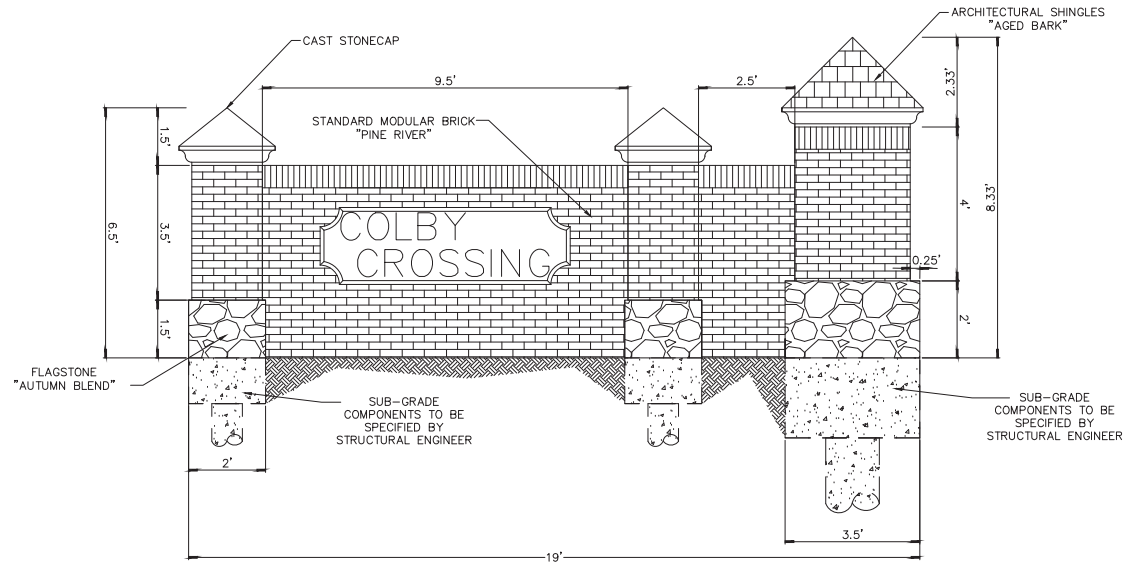 ARCHITECTURAL SHINGLES
"AGED BARK"
CAST STONECAP
9.5'
2.5'
2.33'
STANDARD MODULAR BRICK
"PINE RIVER"
1.5'
6.5'
3.5'
4'
8.33'
COLBY
CROSSING
0.25'
1.5'
2'
FLAGSTONE
"AUTUMN BLEND"
SUB-GRADE
COMPONENTS TO BE
SPECIFIED BY
STRUCTURAL ENGINEER
SUB-GRADE
COMPONENTS TO BE
SPECIFIED BY
STRUCTURAL ENGINEER
2'
3.5'
19'